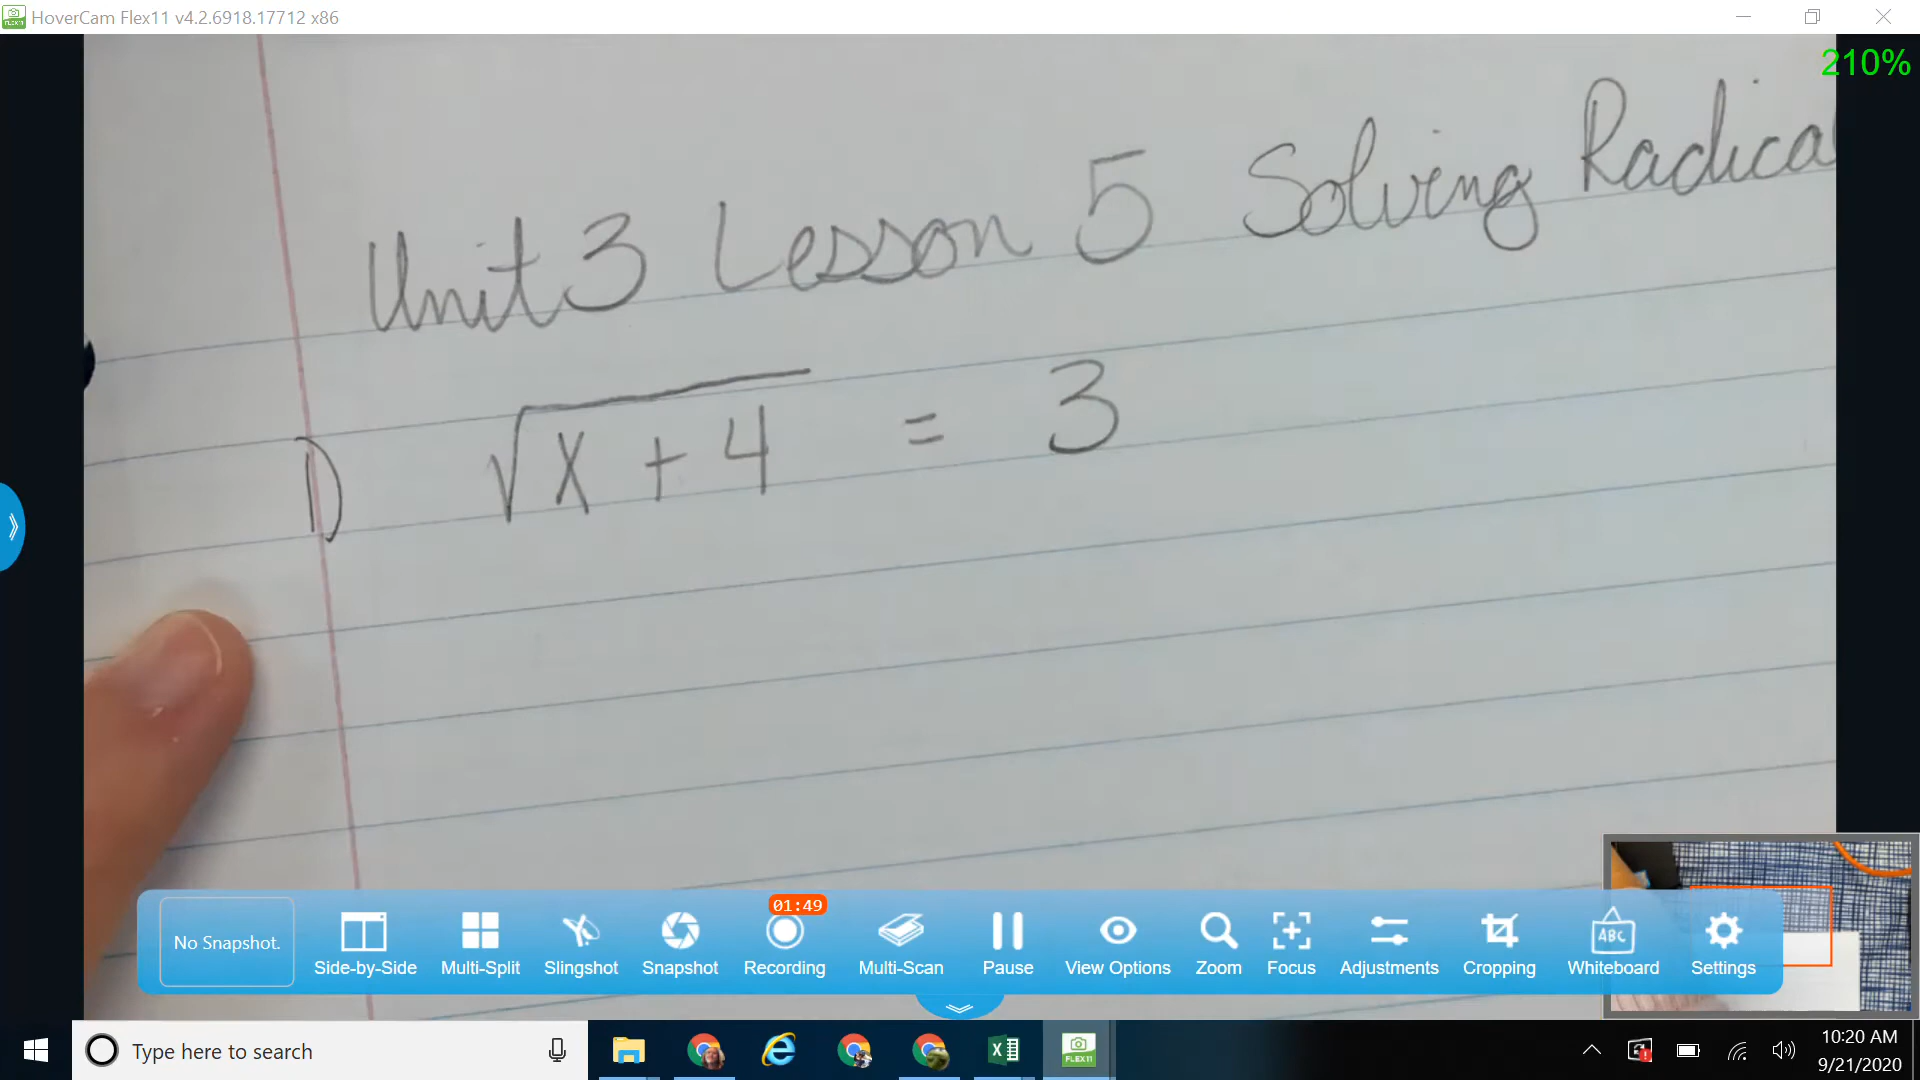 HoverCam Flex11 v4.2.6918.17712 x86
210%
Unit 3 Lesson 5 Solving Radical
1) √x + 4 = 3
01:49
No Snapshot.
Side-by-Side Multi-Split Slingshot Snapshot Recording Multi-Scan Pause View Options Zoom Focus Adjustments Cropping Whiteboard Settings
ABC
Type here to search
FLEX11
10:20 AM
9/21/2020